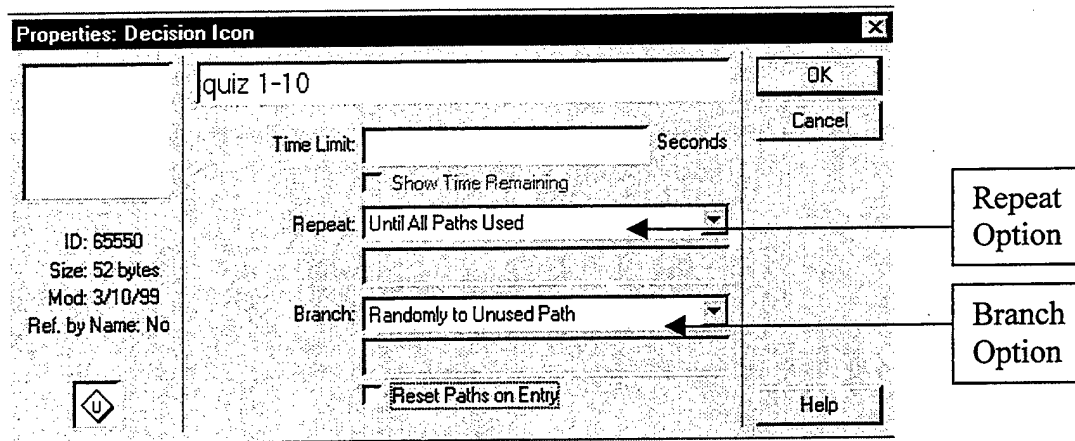 Properties: Decision Icon
quiz 1-10
OK
Cancel
Time Limit:
Seconds
Show Time Remaining
Repeat: Until All Paths Used
Repeat
Option
ID: 65550
Size: 52 bytes
Mod: 3/10/99
Ref. by Name: No
Branch: Randomly to Unused Path
Branch
Option
U
Reset Paths on Entry
Help